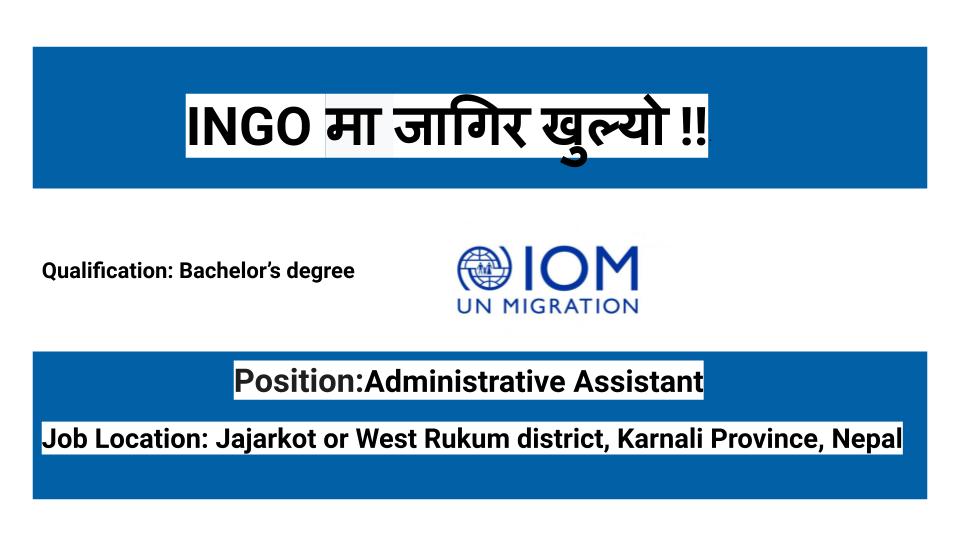 INGO मा जागिर खुल्यो !!
Qualification: Bachelor’s degree
IOM
UN MIGRATION
Position:Administrative Assistant
Job Location: Jajarkot or West Rukum district, Karnali Province, Nepal